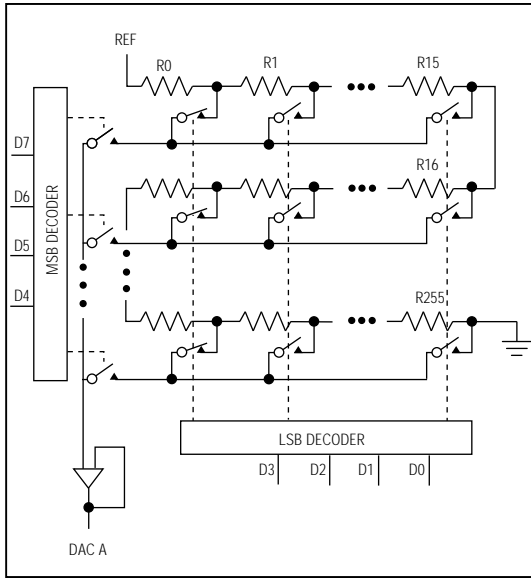 REF
R0
R1
R15
D7
D6
D5
D4
MSB DECODER
R16
R255
LSB DECODER
D3
D2
D1
D0
DAC A